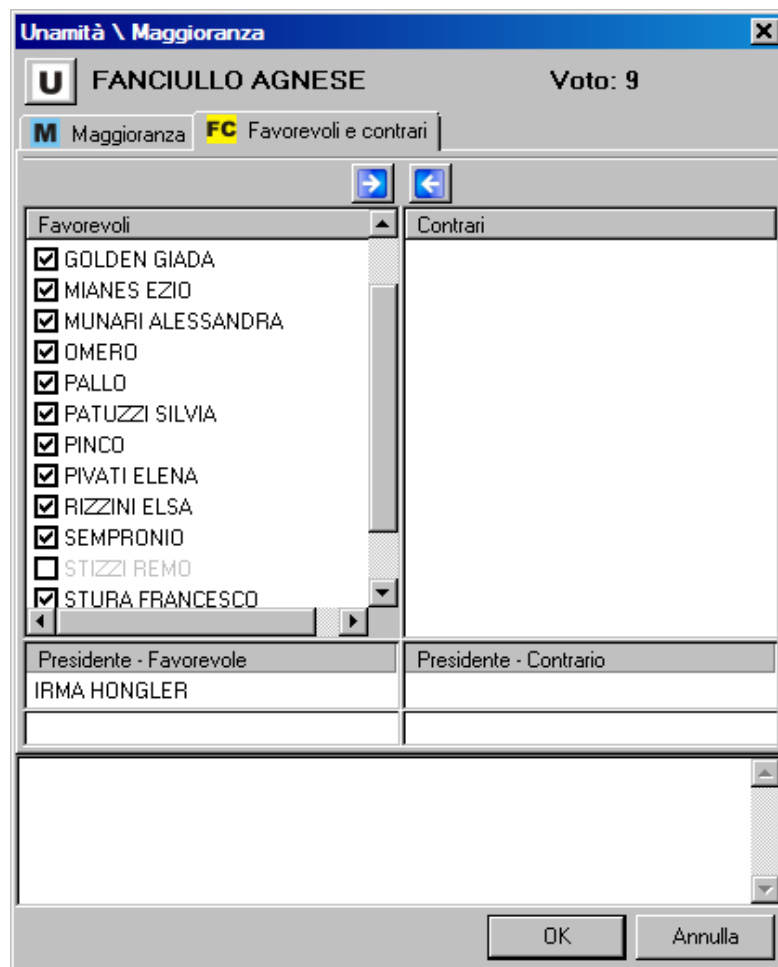 Unamità \ Maggioranza
U FANCIULLO AGNESE Voto: 9
M Maggioranza FC Favorevoli e contrari
Favorevoli Contrari
GOLDEN GIADA
MIANES EZIO
MUNARI ALESSANDRA
OMERO
PALLO
PATUZZI SILVIA
PINCO
PIVATI ELENA
RIZZINI ELSA
SEMPRONIO
STIZZI REMO
STURA FRANCESCO
Presidente - Favorevole Presidente - Contrario
IRMA HONGLER
OK Annulla